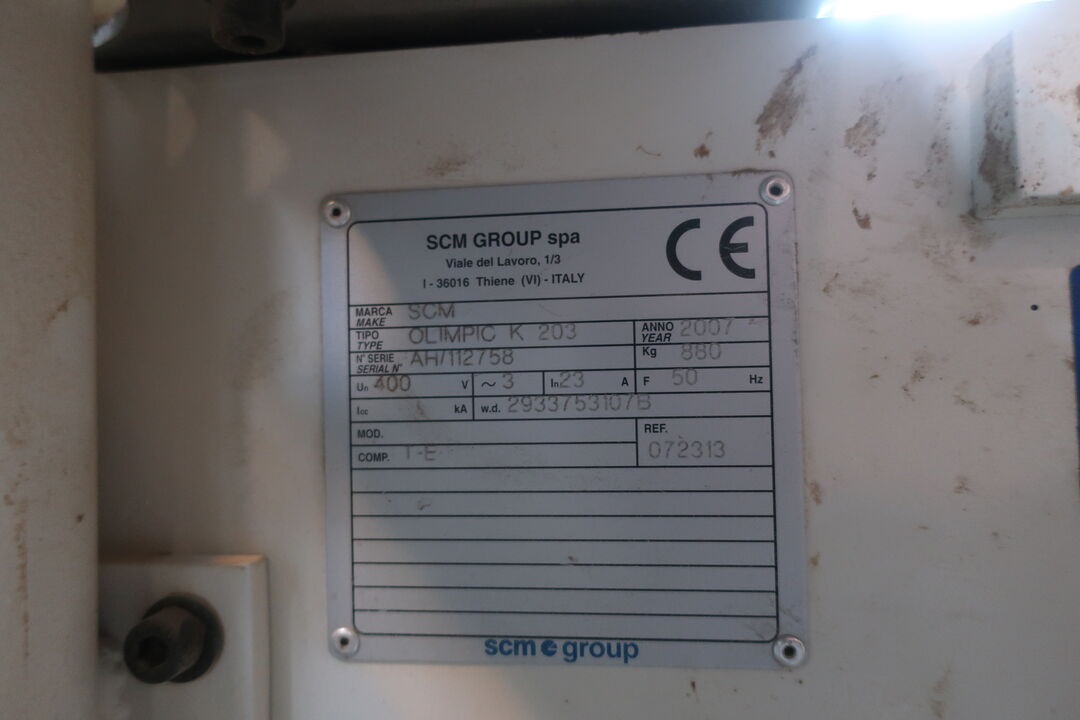 SCM GROUP spa
Viale del Lavoro, 1/3
I - 36016 Thiene (VI) - ITALY
CE
MARCA MAKE SCM
TIPO TYPE OLIMPIC K 203 ANNO YEAR 2007
N° SERIE SERIAL N° AH/112758 Kg 880
Un 400 V ~ 3 In 23 A F 50 Hz
Icc kA w.d. 2933753107B
MOD. REF.
COMP. I-E 072313
scm group